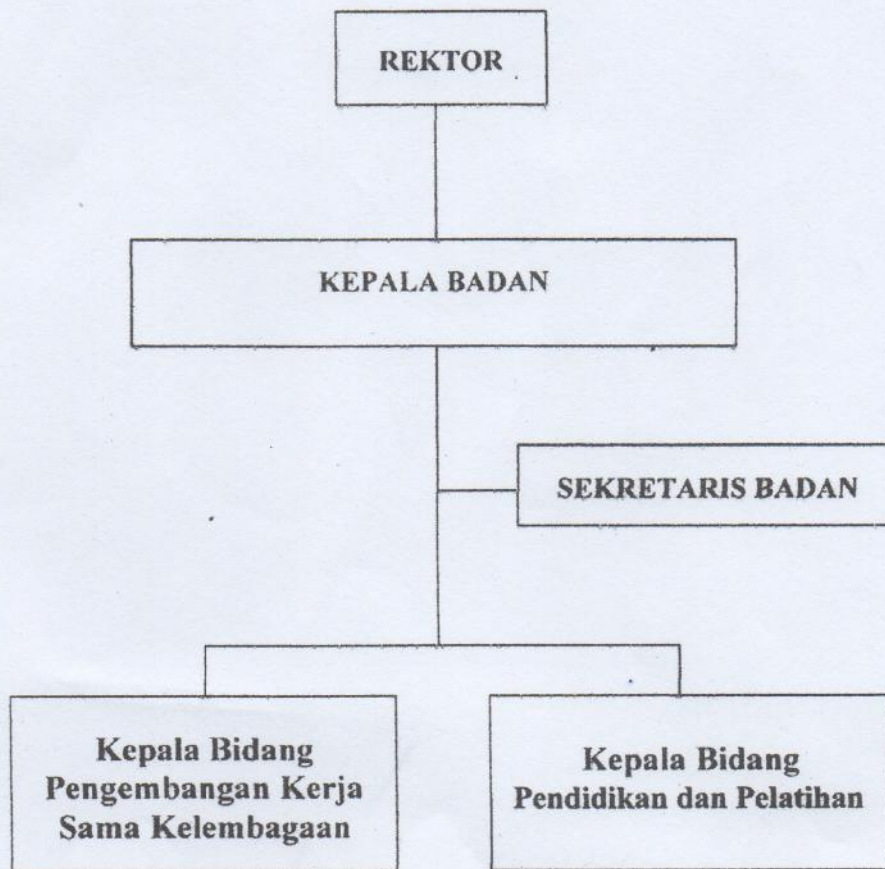 REKTOR
KEPALA BADAN
SEKRETARIS BADAN
Kepala Bidang
Pengembangan Kerja
Sama Kelembagaan
Kepala Bidang
Pendidikan dan Pelatihan